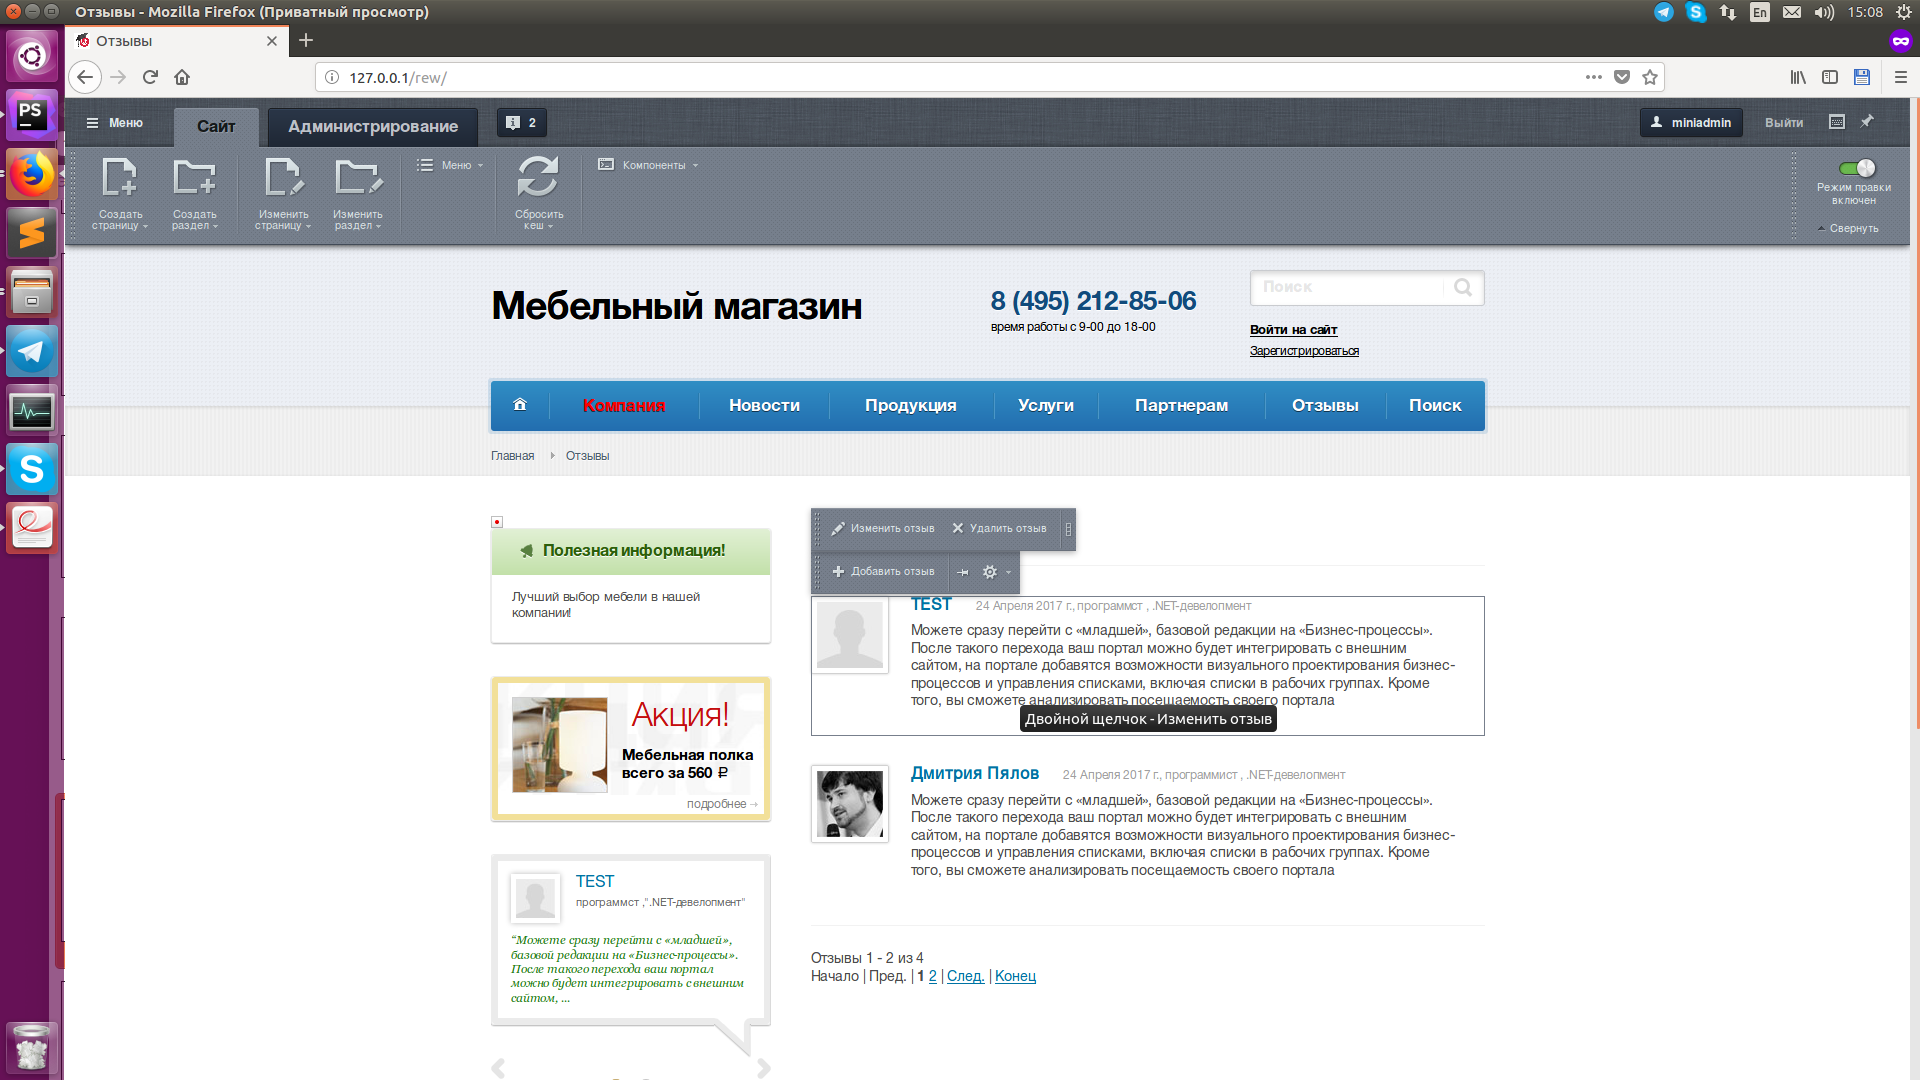 Отзывы - Mozilla Firefox (Приватный просмотр)
En
15:08
Отзывы
127.0.0.1/rew/
Меню
Сайт
Администрирование
2
miniadmin
Выйти
Создать страницу
Создать раздел
Изменить страницу
Изменить раздел
Меню
Сбросить кеш
Компоненты
Режим правки включен
Свернуть
Мебельный магазин
8 (495) 212-85-06
время работы с 9-00 до 18-00
Поиск
Войти на сайт
Зарегистрироваться
Компания
Новости
Продукция
Услуги
Партнерам
Отзывы
Поиск
Главная
Отзывы
Полезная информация!
Лучший выбор мебели в нашей
компании!
Акция!
Мебельная полка
всего за 560 ₽
подробнее →
TEST
программст ,".NET-девелопмент"
“Можете сразу перейти с «младшей»,
базовой редакции на «Бизнес-процессы».
После такого перехода ваш портал
можно будет интегрировать с внешним
сайтом, ...
Изменить отзыв
Удалить отзыв
Добавить отзыв
TEST
24 Апреля 2017 г., программст , .NET-девелопмент
Можете сразу перейти с «младшей», базовой редакции на «Бизнес-процессы».
После такого перехода ваш портал можно будет интегрировать с внешним
сайтом, на портале добавятся возможности визуального проектирования бизнес-
процессов и управления списками, включая списки в рабочих группах. Кроме
того, вы сможете анализировать посещаемость своего портала
Двойной щелчок - Изменить отзыв
Дмитрия Пялов
24 Апреля 2017 г., программист , .NET-девелопмент
Можете сразу перейти с «младшей», базовой редакции на «Бизнес-процессы».
После такого перехода ваш портал можно будет интегрировать с внешним
сайтом, на портале добавятся возможности визуального проектирования бизнес-
процессов и управления списками, включая списки в рабочих группах. Кроме
того, вы сможете анализировать посещаемость своего портала
Отзывы 1 - 2 из 4
Начало | Пред. | 1 2 | След. | Конец